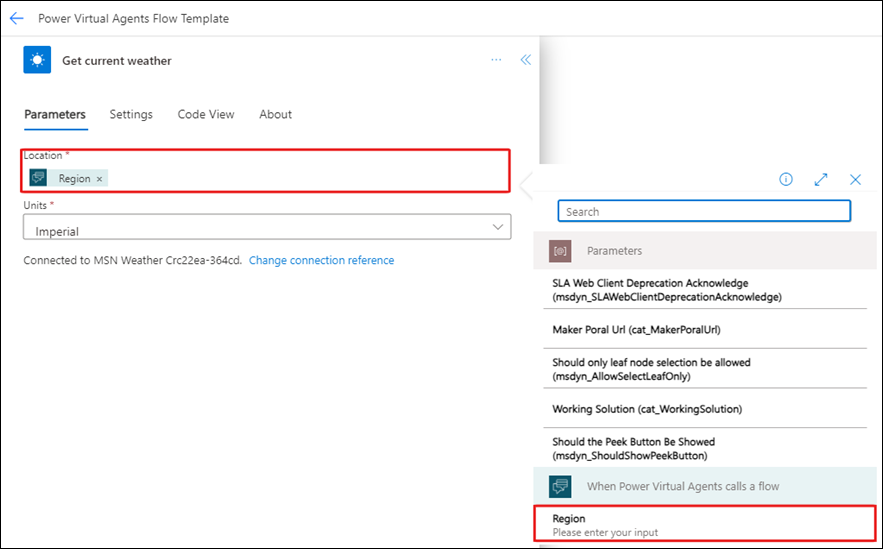 Power Virtual Agents Flow Template
Get current weather
Parameters Settings Code View About
Location *
Region ×
Units *
Imperial
Connected to MSN Weather Crc22ea-364cd. Change connection reference
Search
Parameters
SLA Web Client Deprecation Acknowledge
(msdyn_SLAWebClientDeprecationAcknowledge)
Maker Poral Url (cat_MakerPoralUrl)
Should only leaf node selection be allowed
(msdyn_AllowSelectLeafOnly)
Working Solution (cat_WorkingSolution)
Should the Peek Button Be Showed
(msdyn_ShouldShowPeekButton)
When Power Virtual Agents calls a flow
Region
Please enter your input